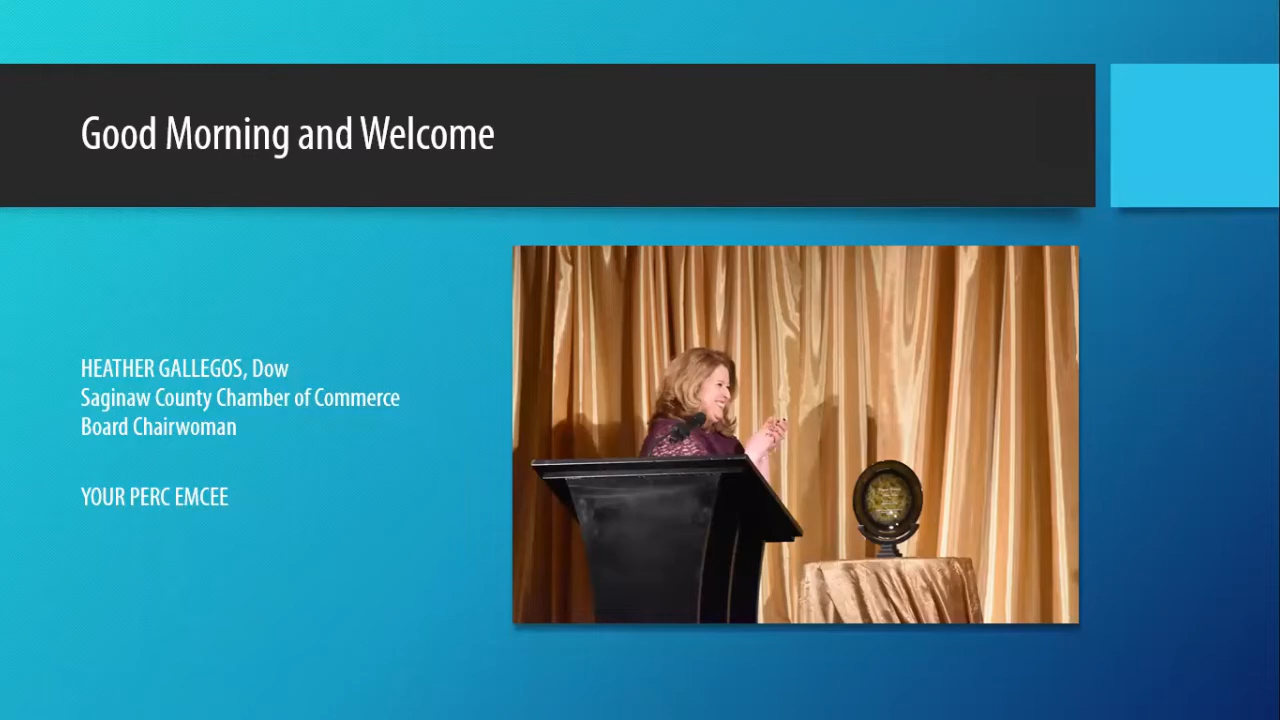 Good Morning and Welcome
HEATHER GALLEGOS, Dow
Saginaw County Chamber of Commerce
Board Chairwoman
YOUR PERC EMCEE